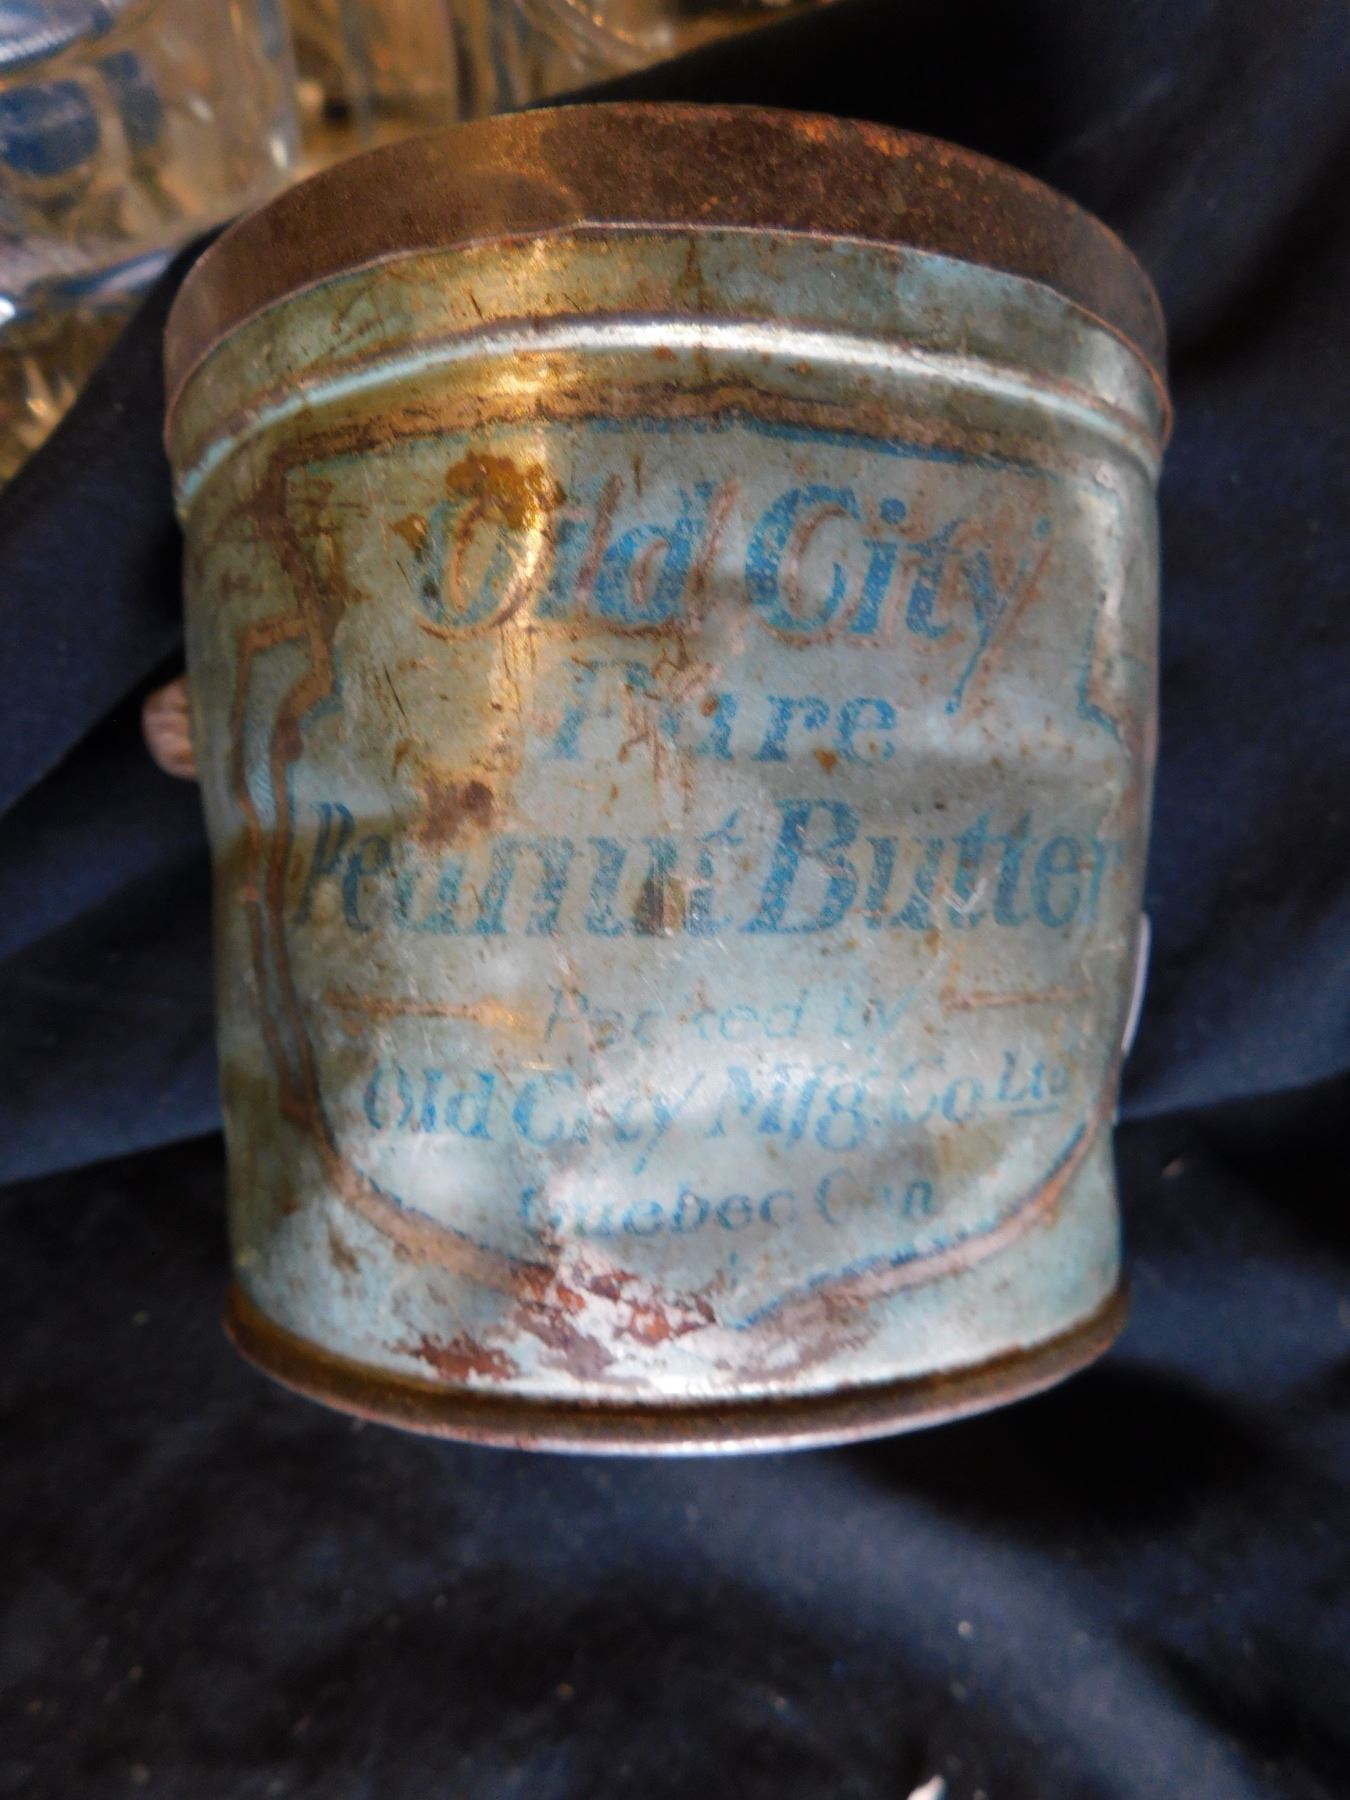 Old City
Pure
Peanut Butter
Packed by
Old City Mfg. Co Ltd
Quebec Can